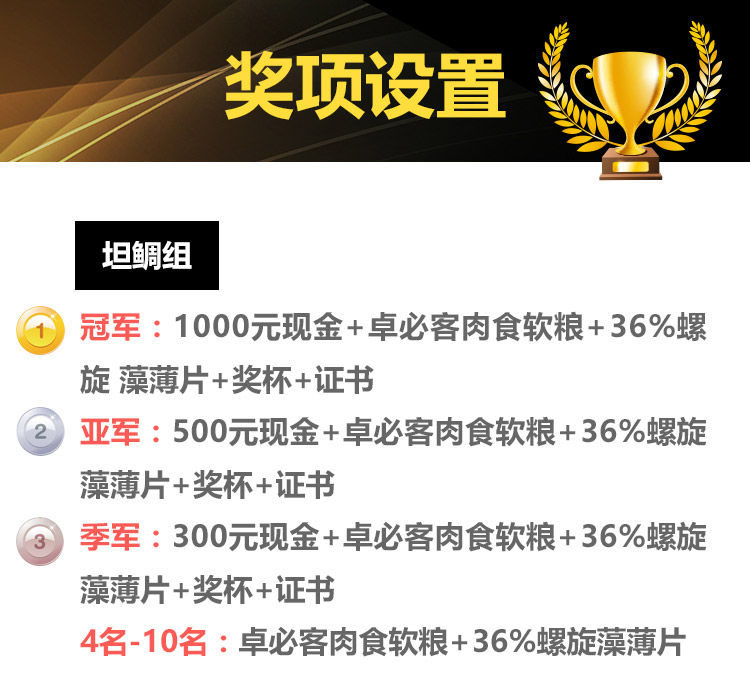 奖项设置
坦鲷组
1 冠军：1000元现金+卓必客肉食软粮+36%螺
旋 藻薄片+奖杯+证书
2 亚军：500元现金+卓必客肉食软粮+36%螺旋
藻薄片+奖杯+证书
3 季军：300元现金+卓必客肉食软粮+36%螺旋
藻薄片+奖杯+证书
4名-10名：卓必客肉食软粮+36%螺旋藻薄片